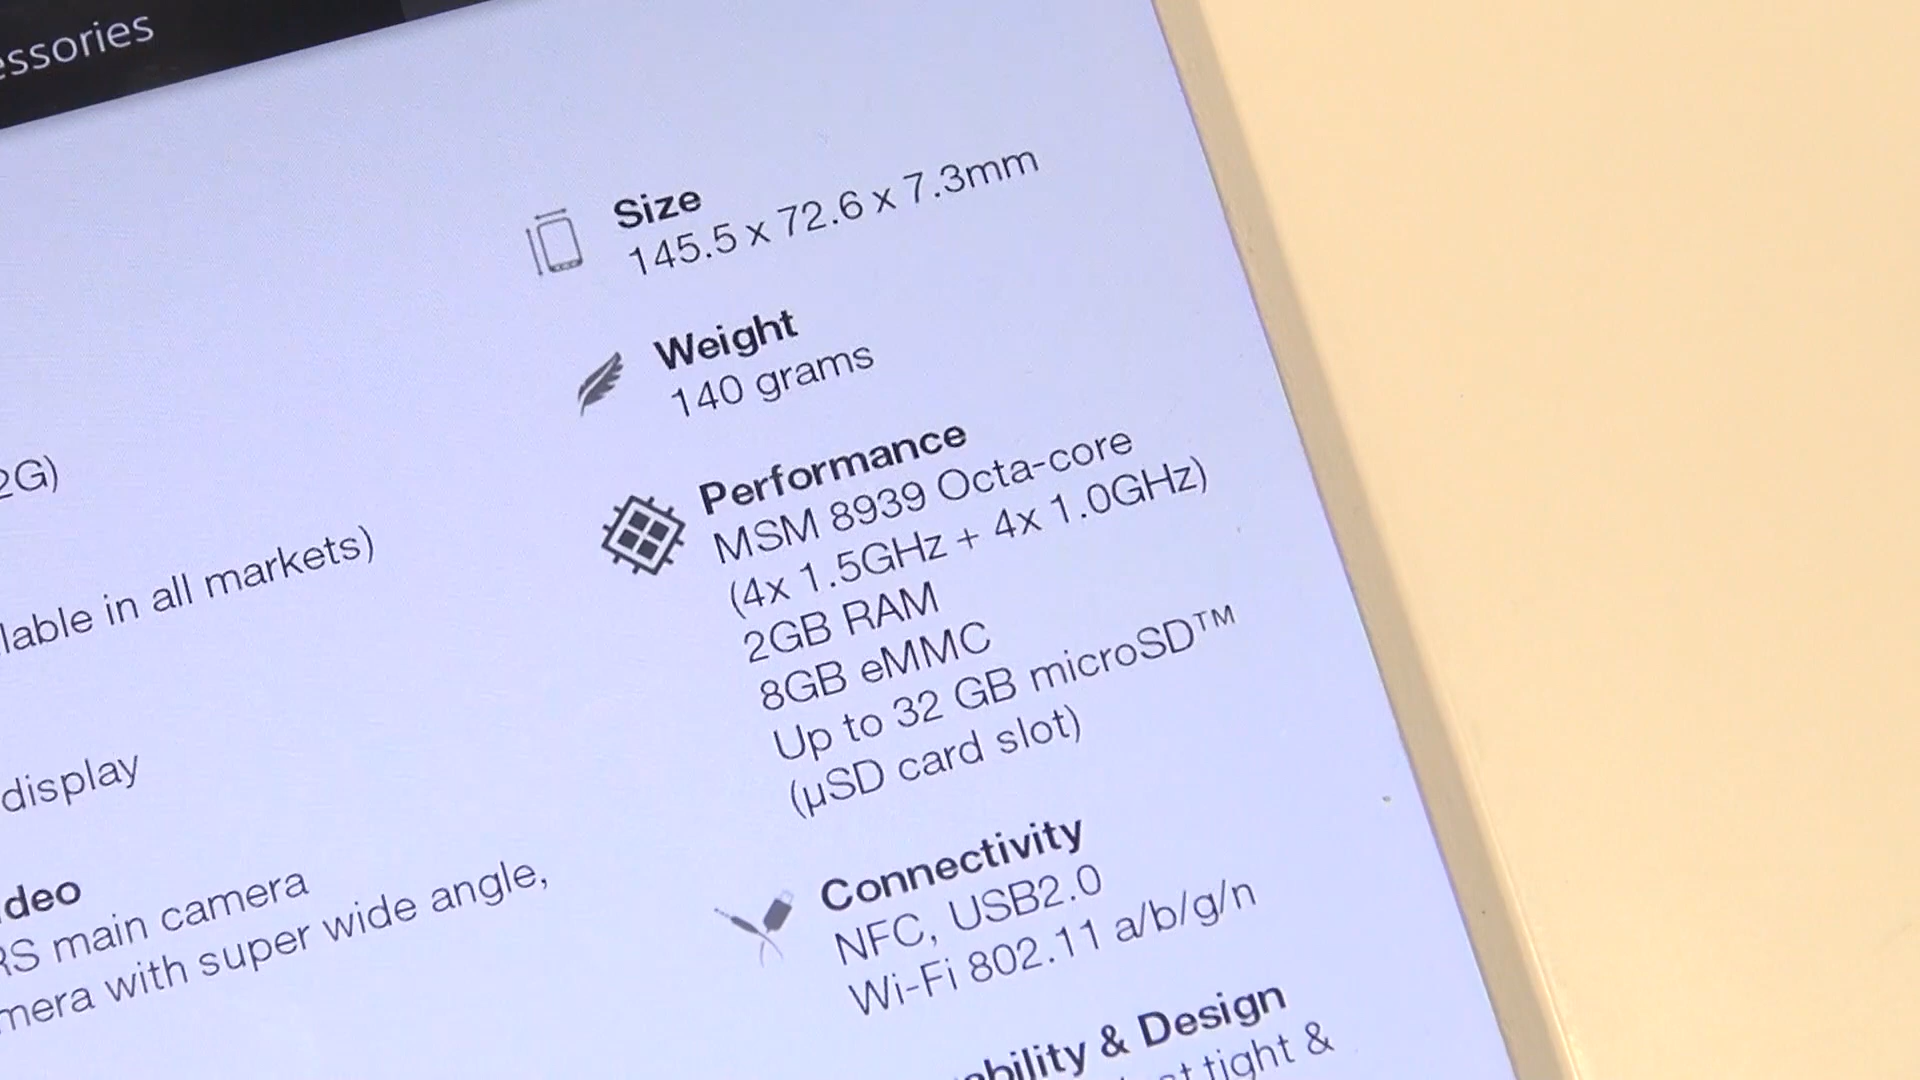 essories
2G)
lable in all markets)
display
deo
RS main camera
mera with super wide angle,
Size
145.5 x 72.6 x 7.3mm
Weight
140 grams
Performance
MSM 8939 Octa-core
(4x 1.5GHz + 4x 1.0GHz)
2GB RAM
8GB eMMC
Up to 32 GB microSD™
(µSD card slot)
Connectivity
NFC, USB2.0
Wi-Fi 802.11 a/b/g/n
ability & Design
tight &